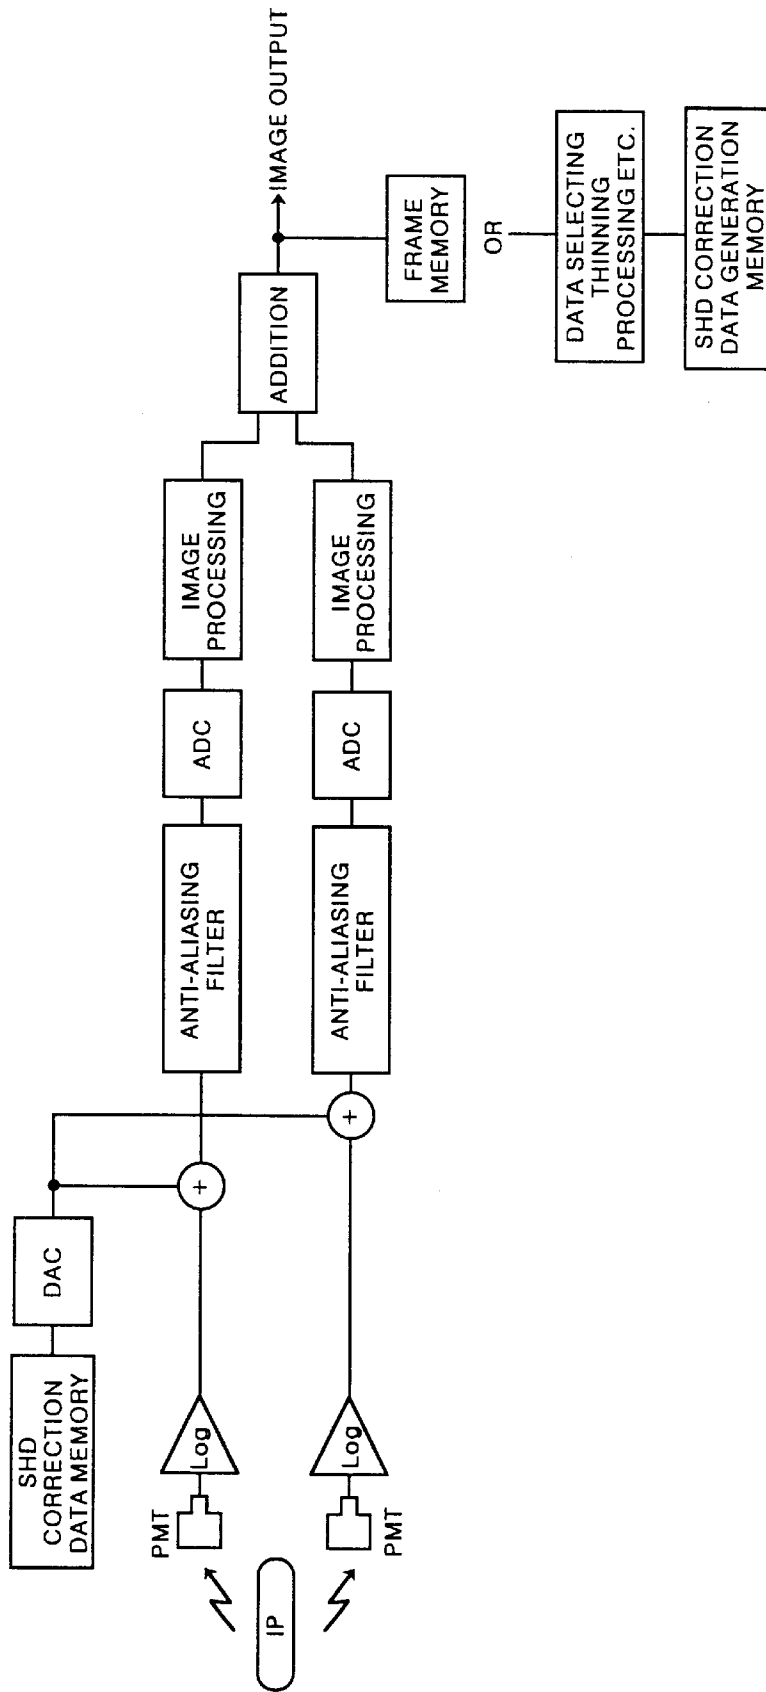 SHD
CORRECTION
DATA MEMORY
DAC
IP
PMT
Log
+
ANTI-ALIASING
FILTER
ADC
IMAGE
PROCESSING
PMT
Log
+
ANTI-ALIASING
FILTER
ADC
IMAGE
PROCESSING
ADDITION
IMAGE OUTPUT
FRAME
MEMORY
OR
DATA SELECTING
THINNING
PROCESSING ETC.
SHD CORRECTION
DATA GENERATION
MEMORY